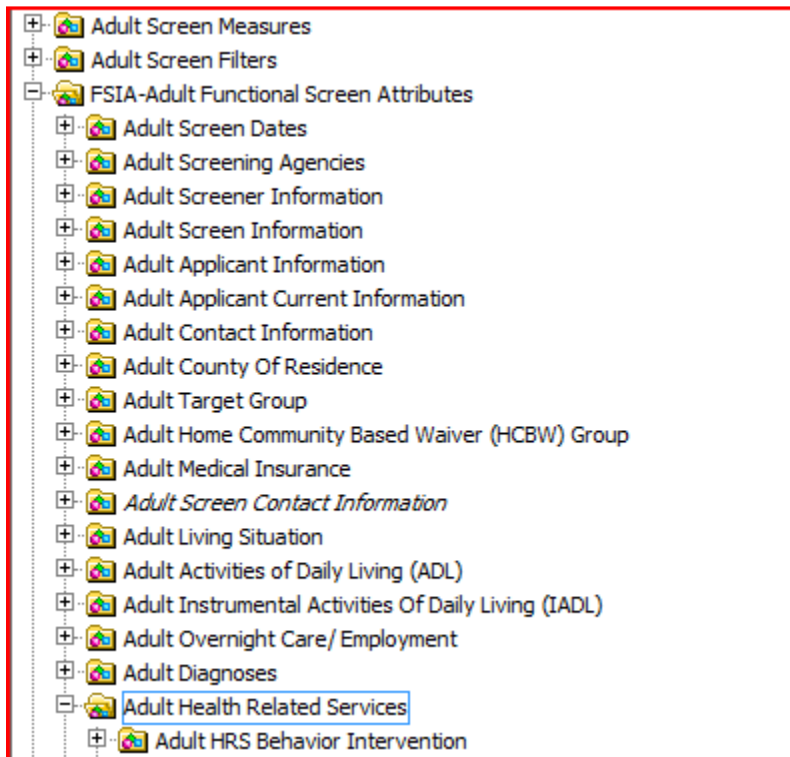 Adult Screen Measures
Adult Screen Filters
FSIA-Adult Functional Screen Attributes
Adult Screen Dates
Adult Screening Agencies
Adult Screener Information
Adult Screen Information
Adult Applicant Information
Adult Applicant Current Information
Adult Contact Information
Adult County Of Residence
Adult Target Group
Adult Home Community Based Waiver (HCBW) Group
Adult Medical Insurance
Adult Screen Contact Information
Adult Living Situation
Adult Activities of Daily Living (ADL)
Adult Instrumental Activities Of Daily Living (IADL)
Adult Overnight Care/ Employment
Adult Diagnoses
Adult Health Related Services
Adult HRS Behavior Intervention